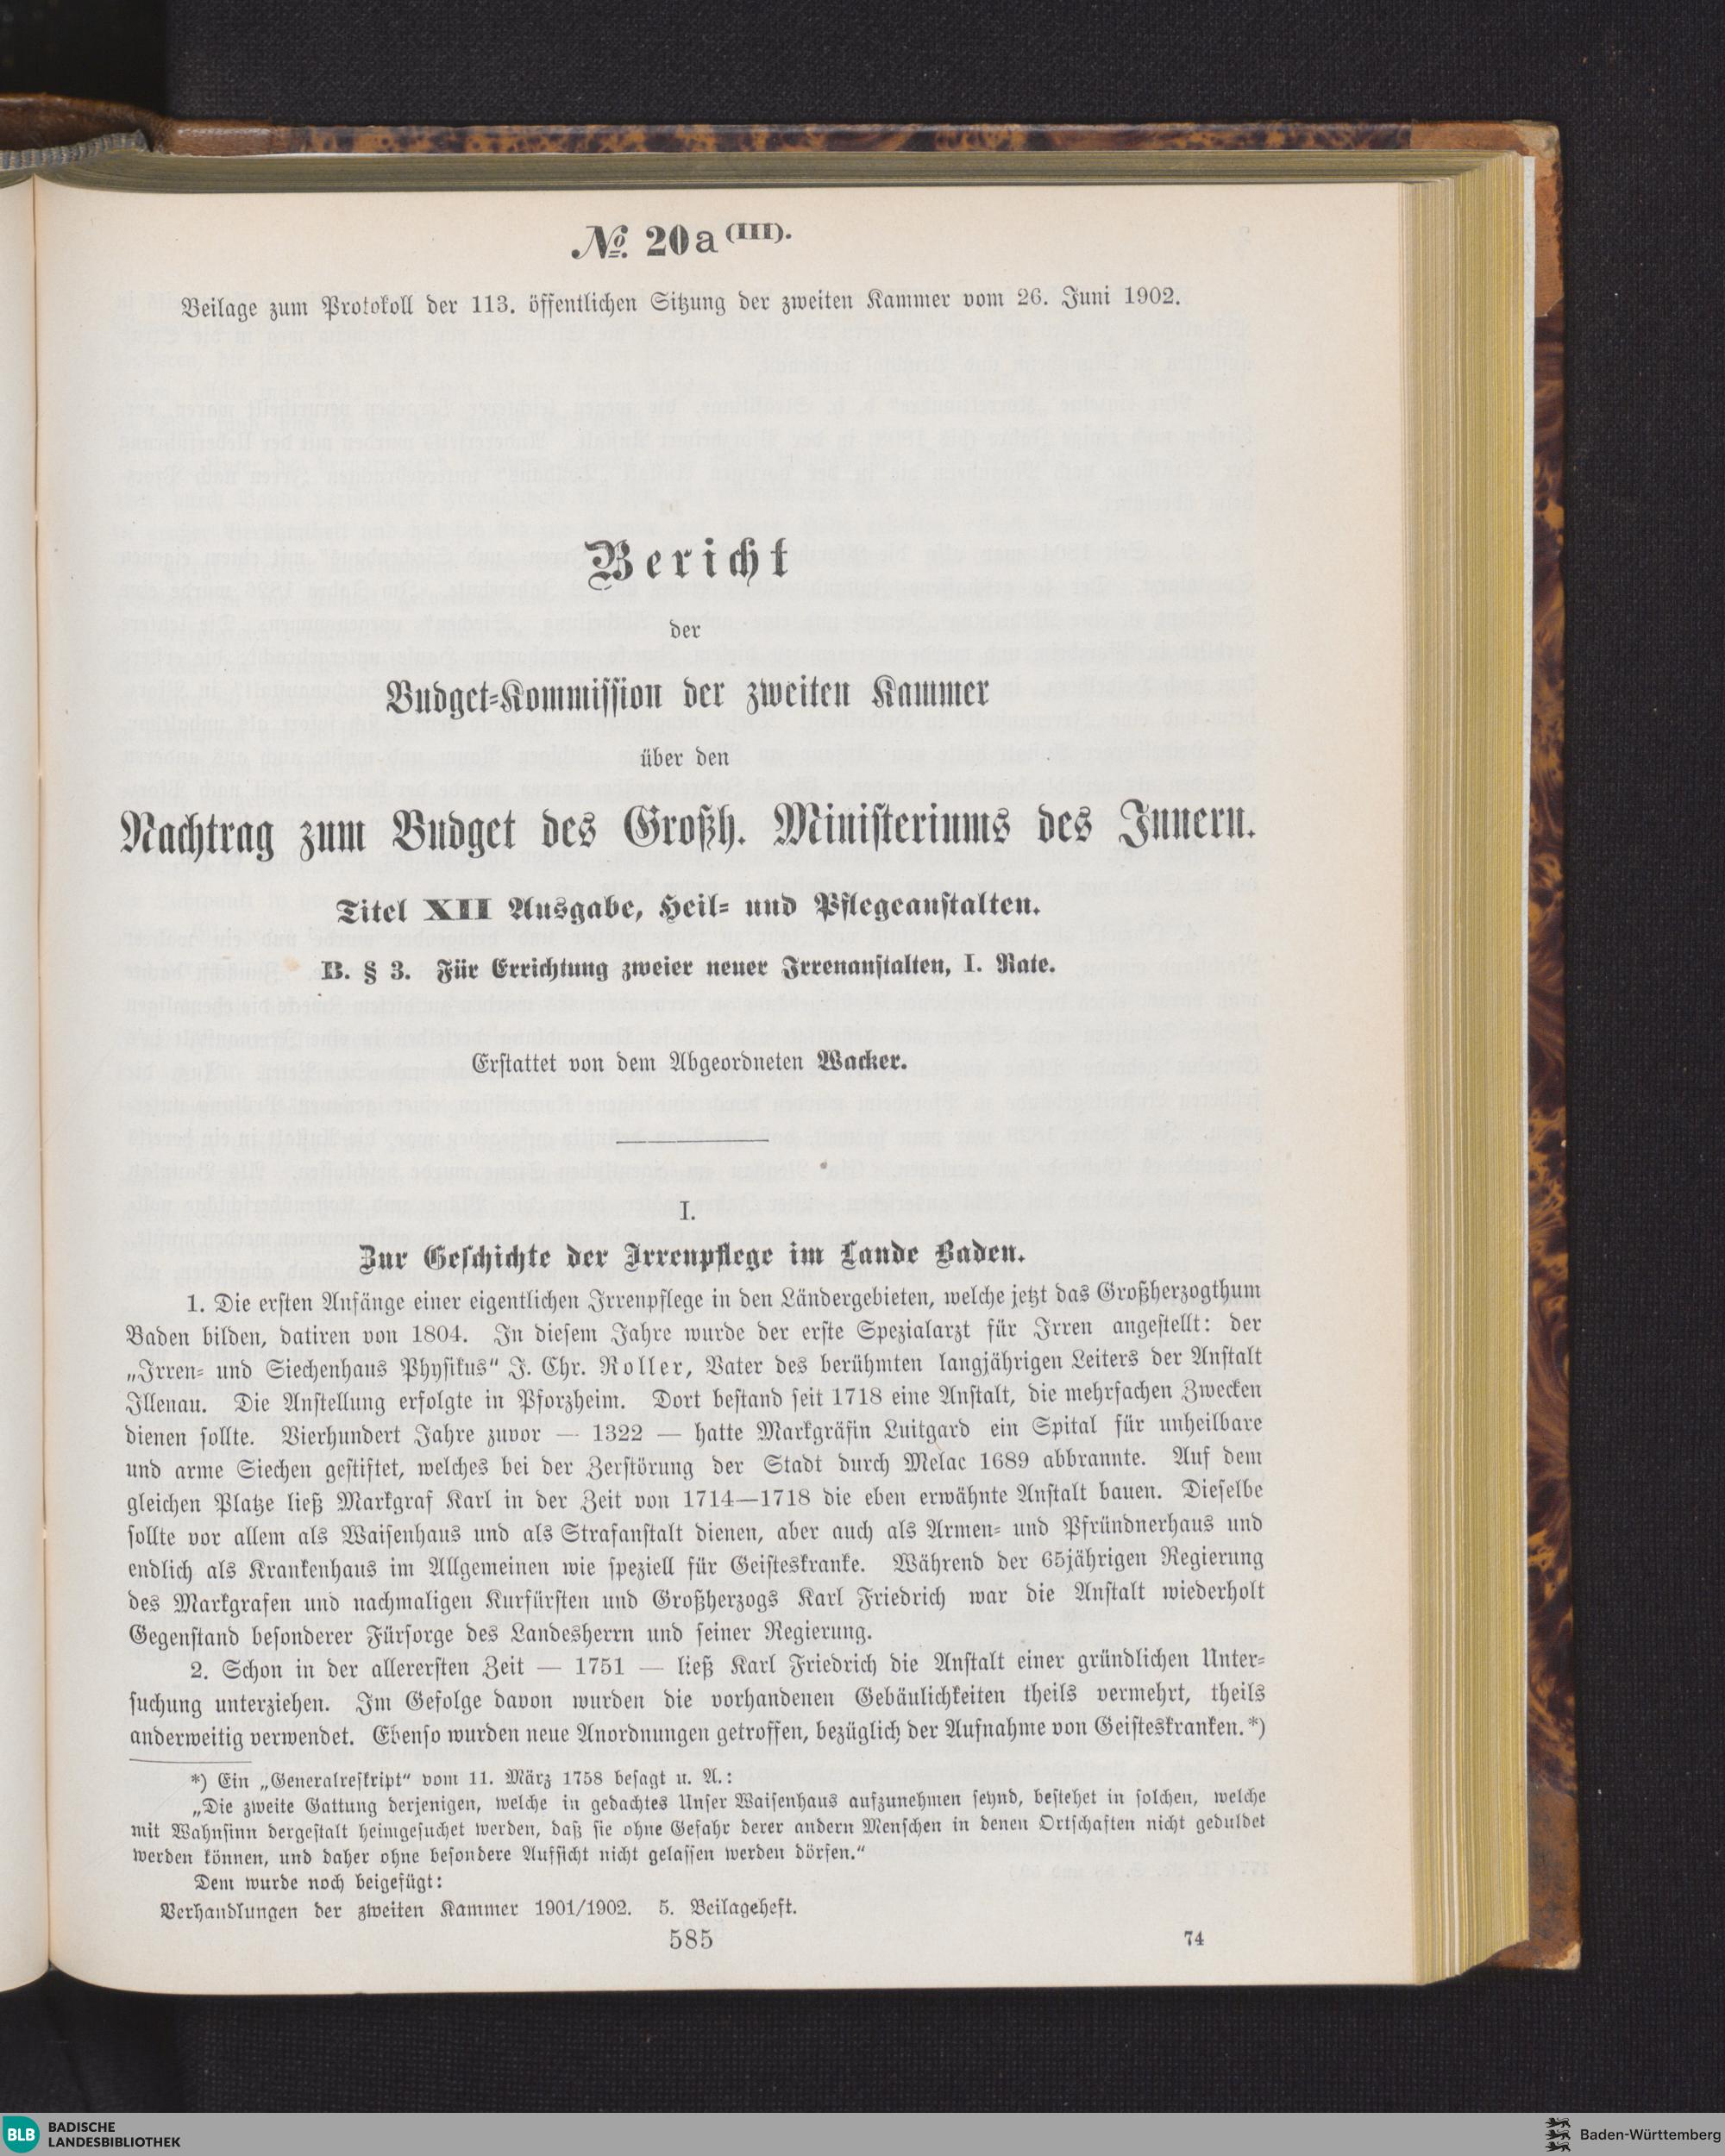 № 20a (III).
Beilage zum Protokoll der 113. öffentlichen Sitzung der zweiten Kammer vom 26. Juni 1902.
Bericht
der
Budget-Kommission der zweiten Kammer
über den
Nachtrag zum Budget des Großh. Ministeriums des Innern.
Titel XII Ausgabe, Heil- und Pflegeanstalten.
B. § 3. Für Errichtung zweier neuer Irrenanstalten, I. Rate.
Erstattet von dem Abgeordneten Wacker.
I.
Zur Geschichte der Irrenpflege im Lande Baden.
1. Die ersten Anfänge einer eigentlichen Irrenpflege in den Ländergebieten, welche jetzt das Großherzogthum
Baden bilden, datiren von 1804. In diesem Jahre wurde der erste Spezialarzt für Irren angestellt: der
„Irren- und Siechenhaus Physikus“ J. Chr. Roller, Vater des berühmten langjährigen Leiters der Anstalt
Illenau. Die Anstellung erfolgte in Pforzheim. Dort bestand seit 1718 eine Anstalt, die mehrfachen Zwecken
dienen sollte. Vierhundert Jahre zuvor — 1322 — hatte Markgräfin Luitgard ein Spital für unheilbare
und arme Siechen gestiftet, welches bei der Zerstörung der Stadt durch Melac 1689 abbrannte. Auf dem
gleichen Platze ließ Markgraf Karl in der Zeit von 1714—1718 die eben erwähnte Anstalt bauen. Dieselbe
sollte vor allem als Waisenhaus und als Strafanstalt dienen, aber auch als Armen- und Pfründnerhaus und
endlich als Krankenhaus im Allgemeinen wie speziell für Geisteskranke. Während der 65jährigen Regierung
des Markgrafen und nachmaligen Kurfürsten und Großherzogs Karl Friedrich war die Anstalt wiederholt
Gegenstand besonderer Fürsorge des Landesherrn und seiner Regierung.
2. Schon in der allerersten Zeit — 1751 — ließ Karl Friedrich die Anstalt einer gründlichen Unter-
suchung unterziehen. Im Gefolge davon wurden die vorhandenen Gebäulichkeiten theils vermehrt, theils
anderweitig verwendet. Ebenso wurden neue Anordnungen getroffen, bezüglich der Aufnahme von Geisteskranken.*)
*) Ein „Generalreskript“ vom 11. März 1758 besagt u. A.:
„Die zweite Gattung derjenigen, welche in gedachtes Unser Waisenhaus aufzunehmen seynd, bestehet in solchen, welche
mit Wahnsinn dergestalt heimgesuchet werden, daß sie ohne Gefahr derer andern Menschen in denen Ortschaften nicht geduldet
werden können, und daher ohne besondere Aufsicht nicht gelassen werden dörfen.“
Dem wurde noch beigefügt:
Verhandlungen der zweiten Kammer 1901/1902. 5. Beilageheft.
585
74
BLB BADISCHE
LANDESBIBLIOTHEK
Baden-Württemberg